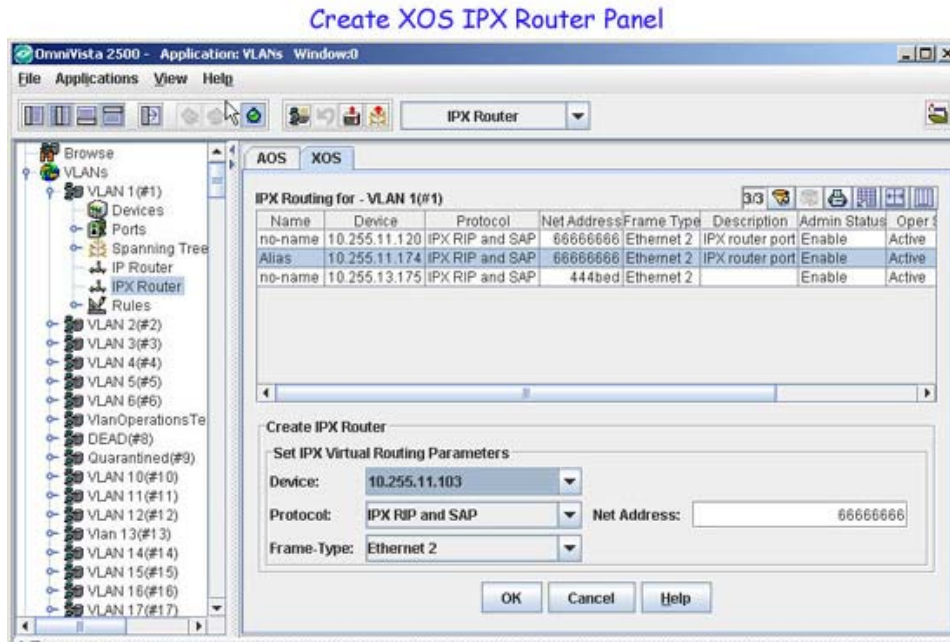 Create XOS IPX Router Panel
OmniVista 2500 - Application: VLANs Window:0
File Applications View Help
IPX Router
Browse
VLANs
VLAN 1(#1)
Devices
Ports
Spanning Tree
IP Router
IPX Router
Rules
VLAN 2(#2)
VLAN 3(#3)
VLAN 4(#4)
VLAN 5(#5)
VLAN 6(#6)
VlanOperationsTe
DEAD(#8)
Quarantined(#9)
VLAN 10(#10)
VLAN 11(#11)
VLAN 12(#12)
Vlan 13(#13)
VLAN 14(#14)
VLAN 15(#15)
VLAN 16(#16)
VLAN 17(#17)
AOS XOS
IPX Routing for - VLAN 1(#1) 3/3
Name Device Protocol Net Address Frame Type Description Admin Status Oper S
no-name 10.255.11.120 IPX RIP and SAP 66666666 Ethernet 2 IPX router port Enable Active
Alias 10.255.11.174 IPX RIP and SAP 66666666 Ethernet 2 IPX router port Enable Active
no-name 10.255.13.175 IPX RIP and SAP 444bed Ethernet 2 Enable Active
Create IPX Router
Set IPX Virtual Routing Parameters
Device: 10.255.11.103
Protocol: IPX RIP and SAP Net Address: 66666666
Frame-Type: Ethernet 2
OK Cancel Help